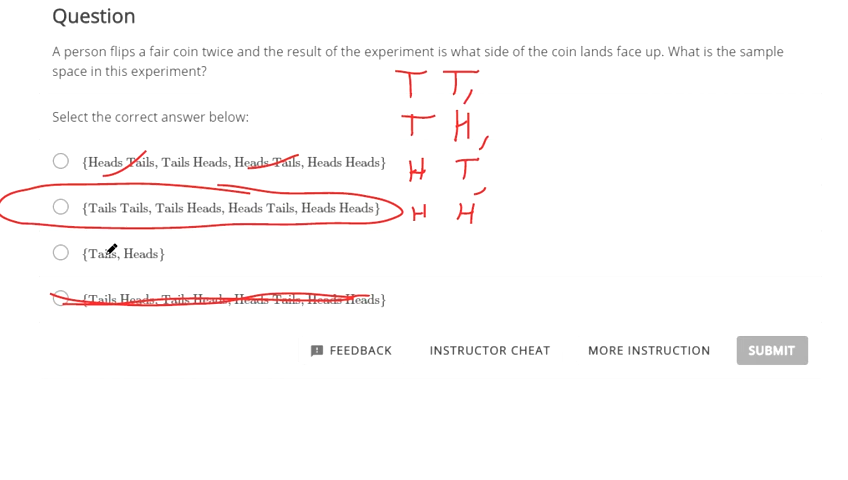 Question
A person flips a fair coin twice and the result of the experiment is what side of the coin lands face up. What is the sample
space in this experiment?
T T,
Select the correct answer below:
T H,
{Heads Tails, Tails Heads, Heads Tails, Heads Heads}
H T,
{Tails Tails, Tails Heads, Heads Tails, Heads Heads}
H H
{Tails, Heads}
{Tails Heads, Tails Heads, Heads Tails, Heads Heads}
FEEDBACK INSTRUCTOR CHEAT MORE INSTRUCTION SUBMIT